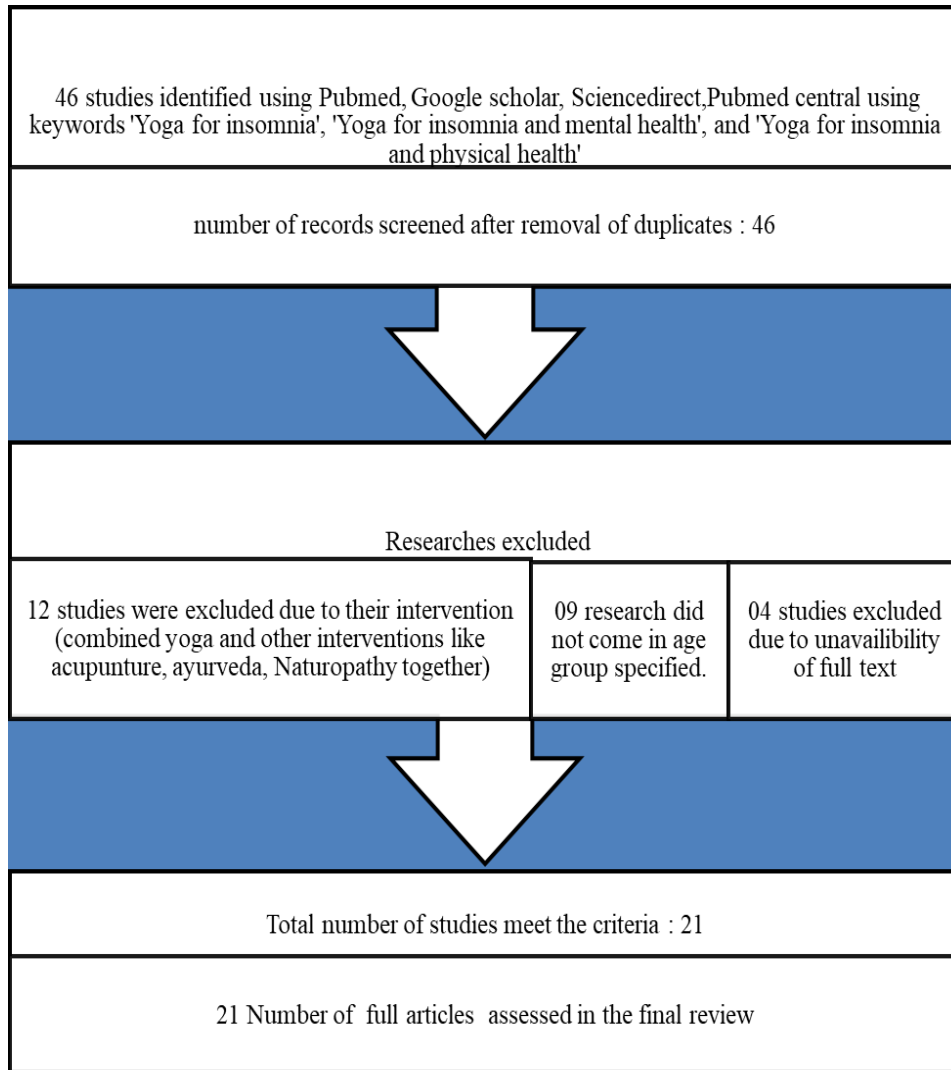 46 studies identified using Pubmed, Google scholar, Sciencedirect,Pubmed central using
keywords 'Yoga for insomnia', 'Yoga for insomnia and mental health', and 'Yoga for insomnia
and physical health'
number of records screened after removal of duplicates : 46
Researches excluded
12 studies were excluded due to their intervention
(combined yoga and other interventions like
acupunture, ayurveda, Naturopathy together)
09 research did
not come in age
group specified.
04 studies excluded
due to unavailibility
of full text
Total number of studies meet the criteria : 21
21 Number of full articles assessed in the final review